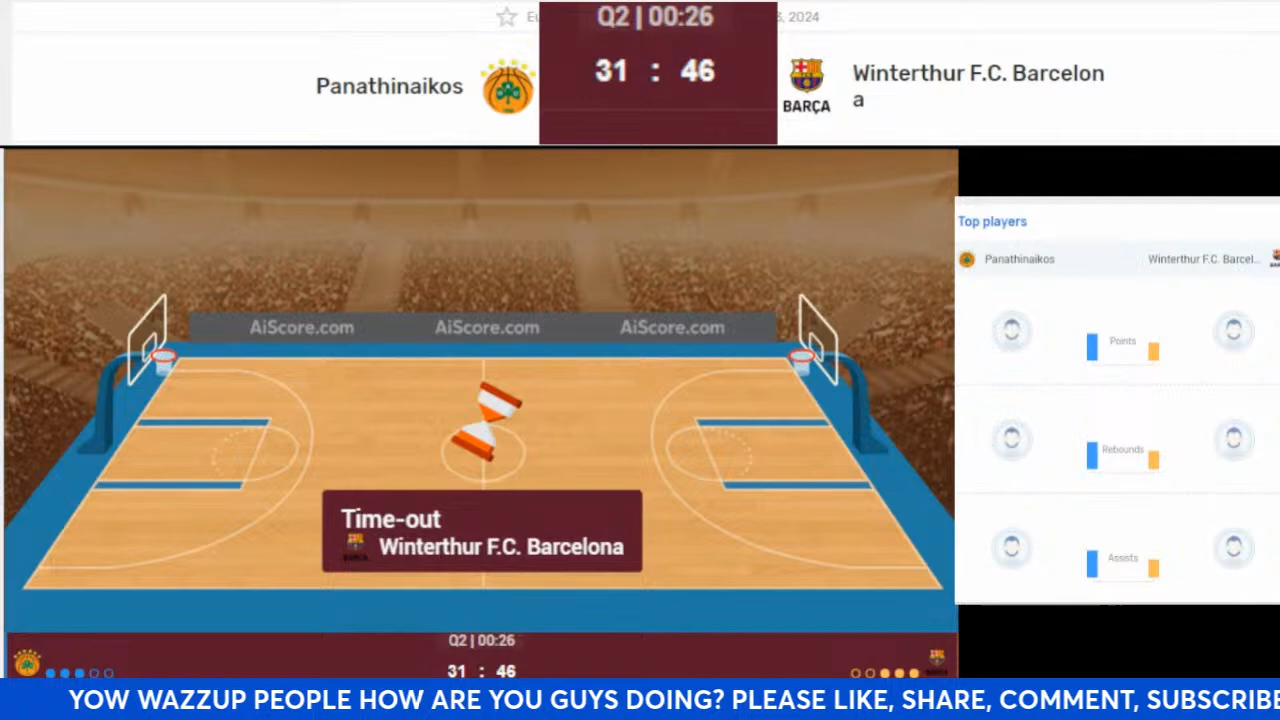 Q2 | 00:26
, 2024
Panathinaikos
31 : 46
BARÇA
Winterthur F.C. Barcelon
a
Top players
Panathinaikos
Winterthur F.C. Barcel...
AiScore.com
AiScore.com
AiScore.com
Points
Rebounds
Assists
Time-out
Winterthur F.C. Barcelona
Q2 | 00:26
31 : 46
YOW WAZZUP PEOPLE HOW ARE YOU GUYS DOING? PLEASE LIKE, SHARE, COMMENT, SUBSCRIBE